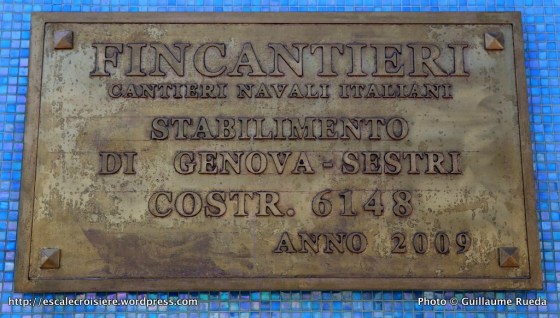 FINCANTIERI
CANTIERI NAVALI ITALIANI
STABILIMENTO
DI GENOVA - SESTRI
COSTR. 6148
ANNO 2009
http://escalecroisiere.wordpress.com Photo © Guillaume Rueda